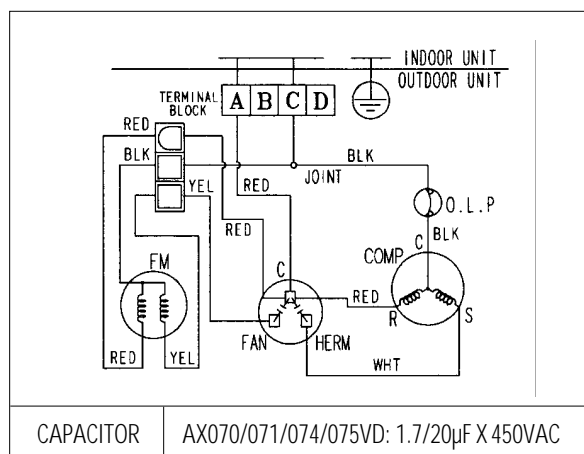 INDOOR UNIT
OUTDOOR UNIT
TERMINAL
BLOCK
A B C D
RED
BLK
YEL
RED
JOINT
BLK
O.L.P
RED
C
BLK
COMP
FM
C
RED
R
S
FAN
HERM
RED
YEL
WHT
CAPACITOR
AX070/071/074/075VD: 1.7/20µF X 450VAC